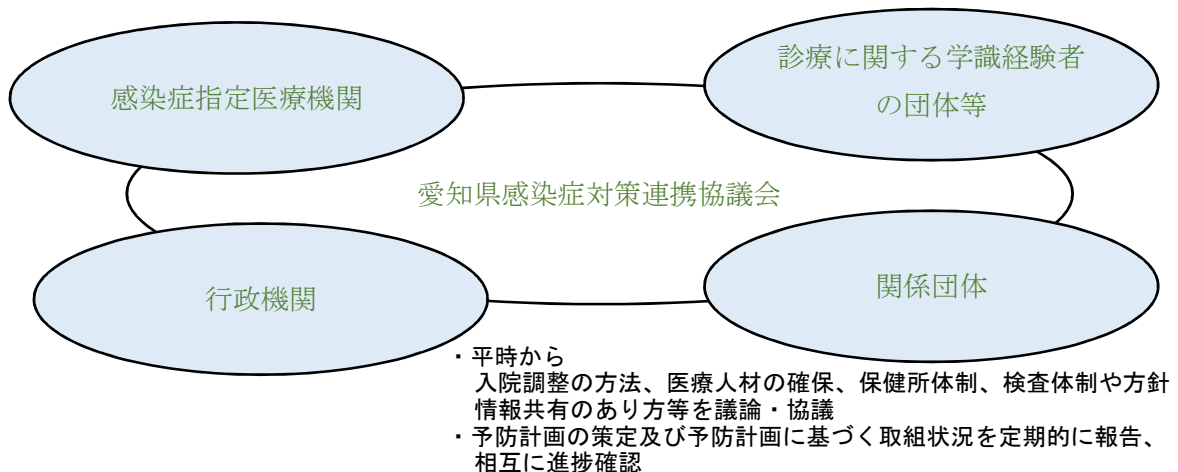 感染症指定医療機関
診療に関する学識経験者
の団体等
愛知県感染症対策連携協議会
行政機関
関係団体
・平時から
入院調整の方法、医療人材の確保、保健所体制、検査体制や方針
情報共有のあり方等を議論・協議
・予防計画の策定及び予防計画に基づく取組状況を定期的に報告、
相互に進捗確認